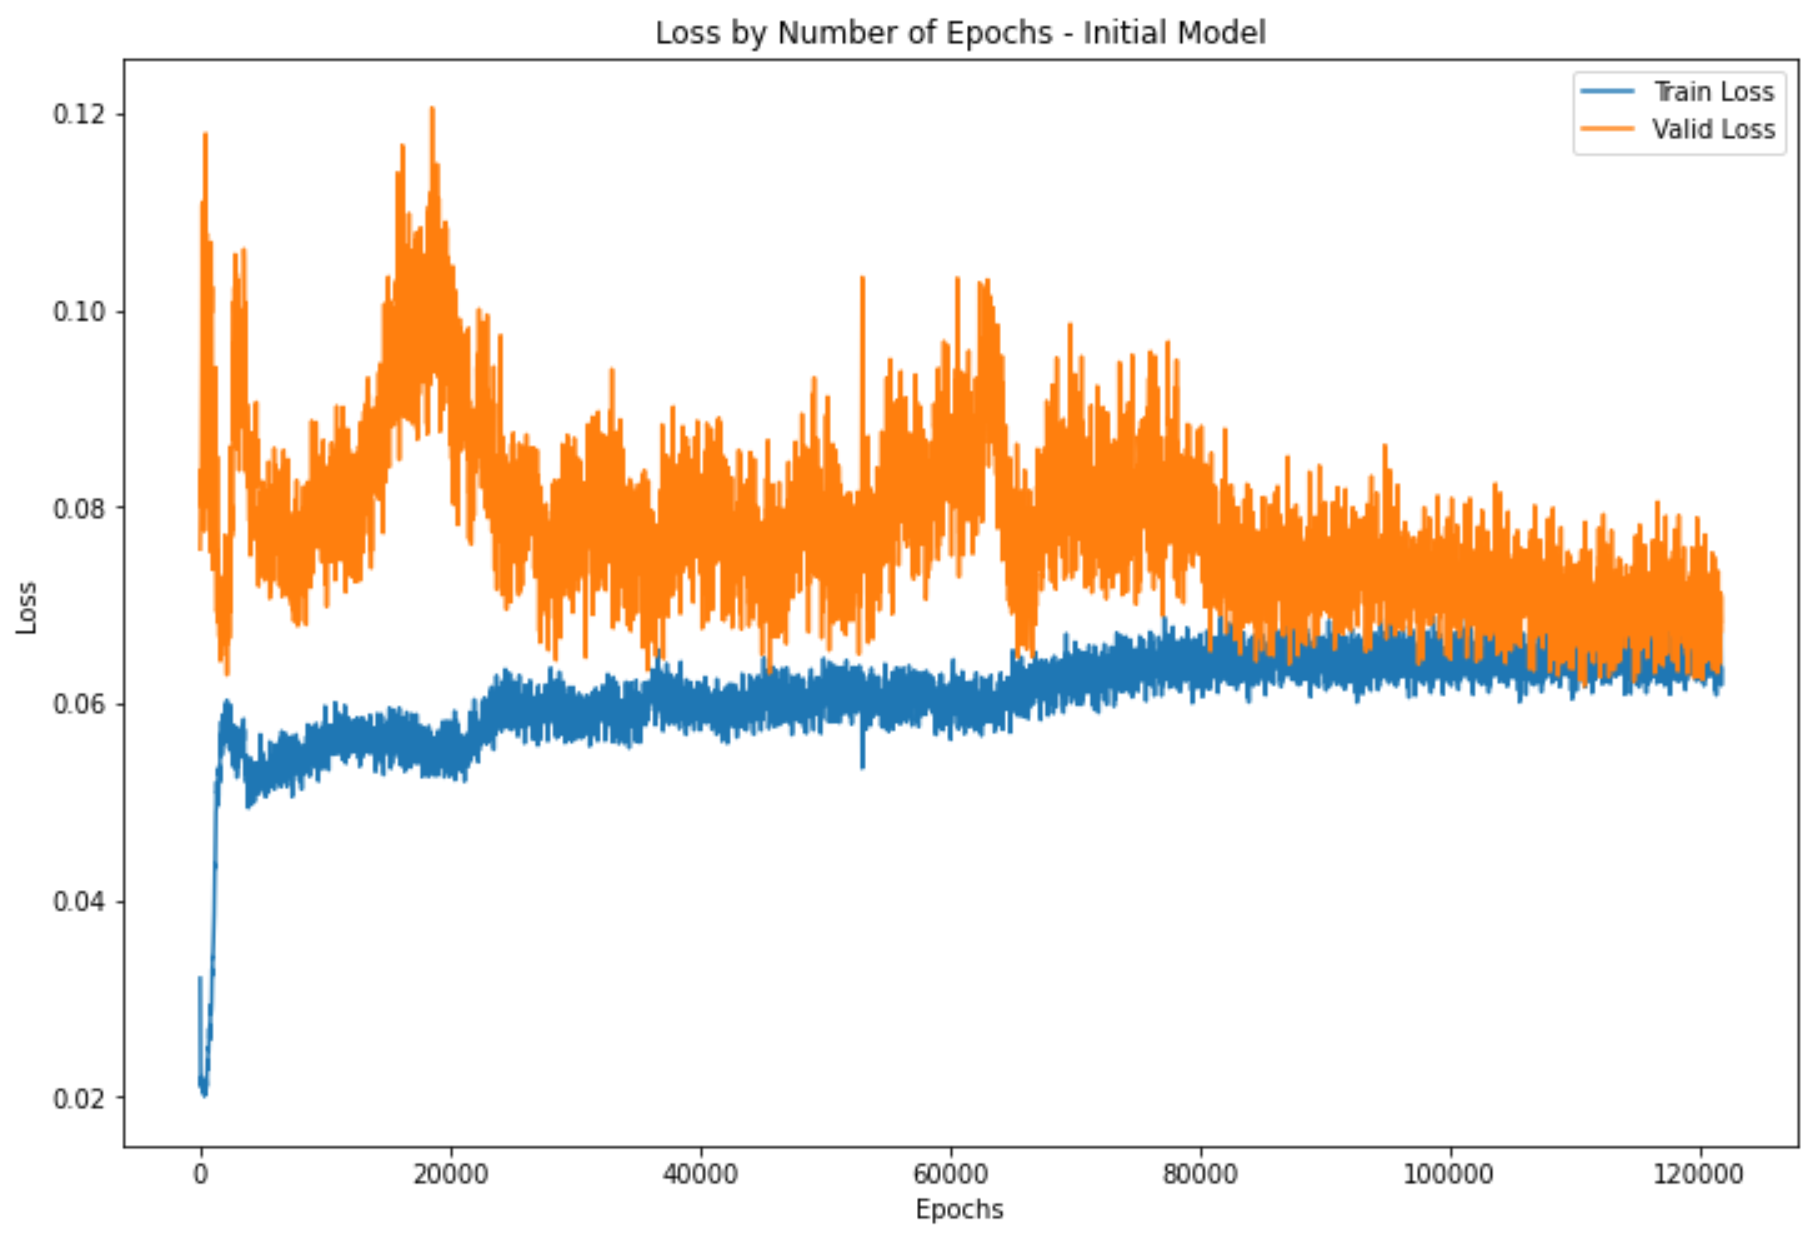 Loss by Number of Epochs - Initial Model
Train Loss
Valid Loss
0.12
0.10
0.08
0.06
0.04
0.02
Loss
0
20000
40000
60000
80000
100000
120000
Epochs